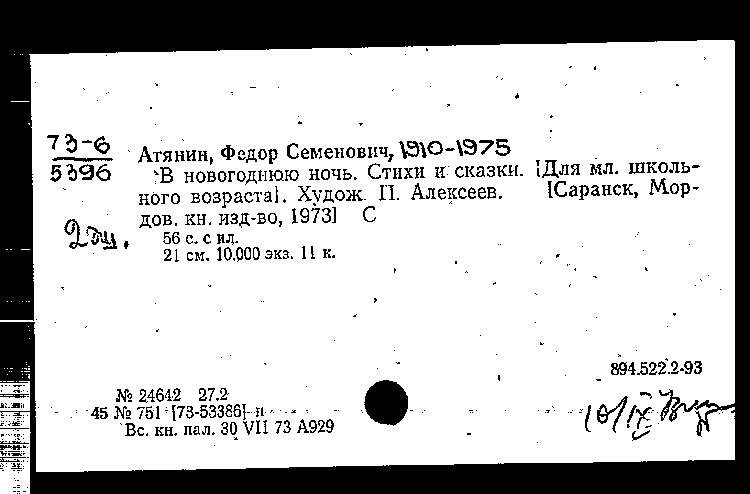 73-6
5396
Атянин, Федор Семенович, 1910-1975
В новогоднюю ночь. Стихи и сказки. [Для мл. школь-
ного возраста]. Худож. П. Алексеев. [Саранск, Мор-
дов. кн. изд-во, 1973] С
56 с. с ил.
21 см. 10.000 экз. 11 к.
894.522.2-93
№ 24642 27.2
45 № 751 [73-53386] п
Вс. кн. пал. 30 VII 73 А929
10/IX